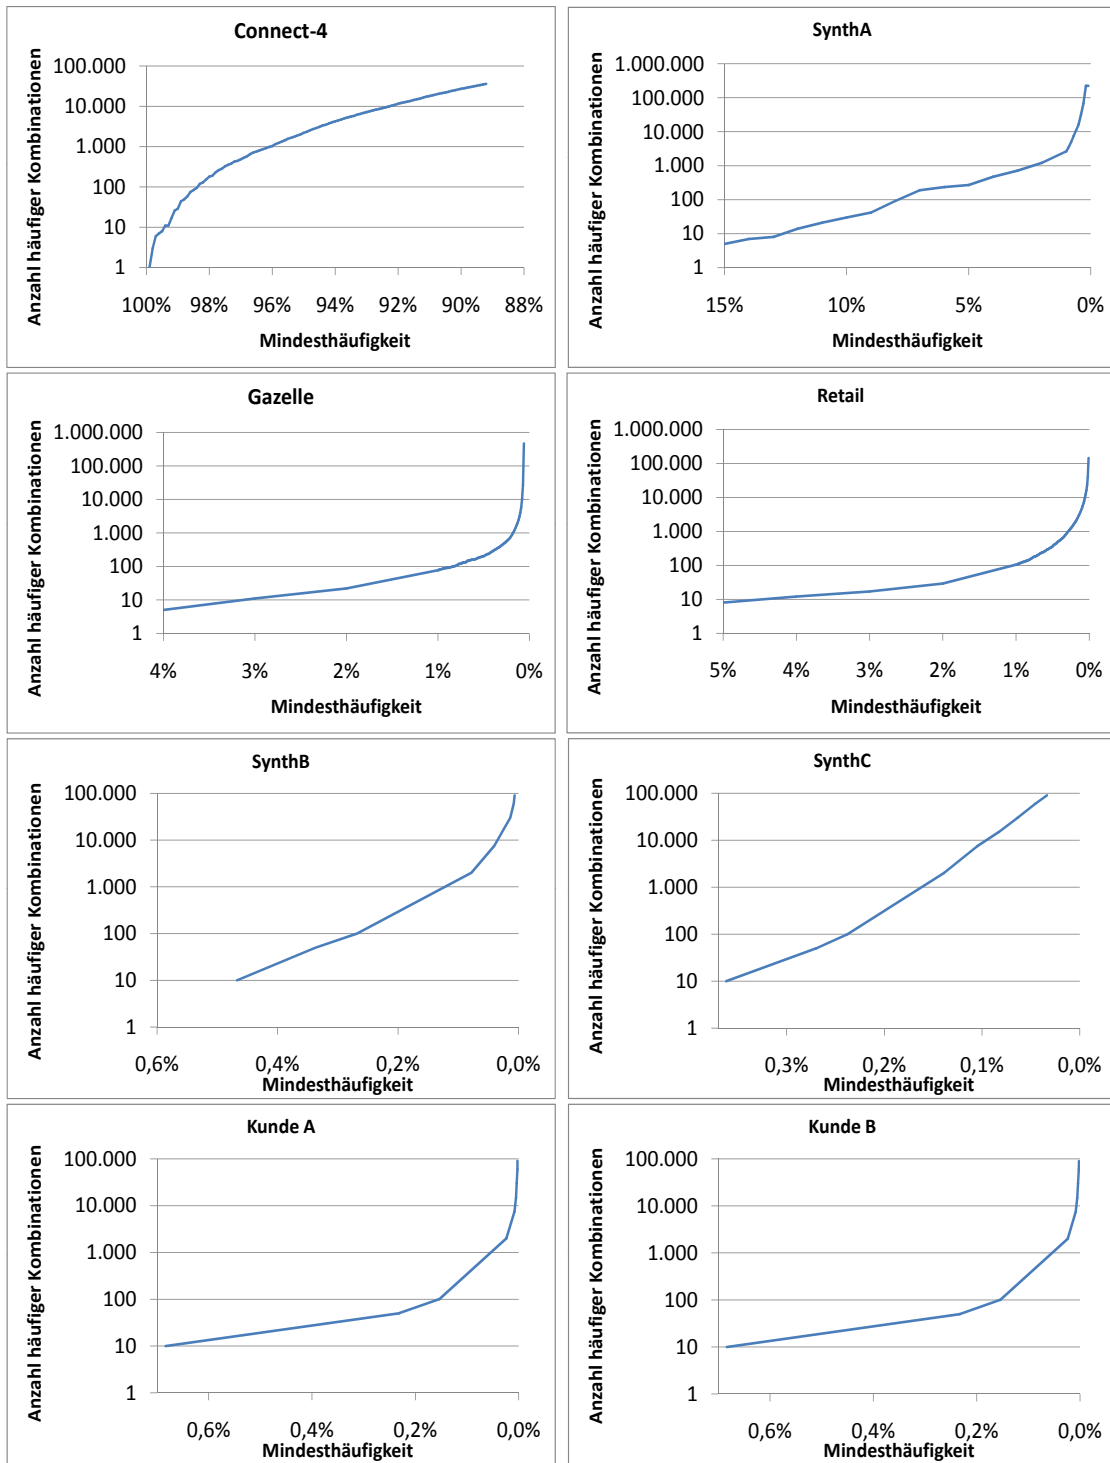 Connect-4
Anzahl häufiger Kombinationen
100.000
10.000
1.000
100
10
1
100% 98% 96% 94% 92% 90% 88%
Mindesthäufigkeit
SynthA
Anzahl häufiger Kombinationen
1.000.000
100.000
10.000
1.000
100
10
1
15% 10% 5% 0%
Mindesthäufigkeit
Gazelle
Anzahl häufiger Kombinationen
1.000.000
100.000
10.000
1.000
100
10
1
4% 3% 2% 1% 0%
Mindesthäufigkeit
Retail
Anzahl häufiger Kombinationen
1.000.000
100.000
10.000
1.000
100
10
1
5% 4% 3% 2% 1% 0%
Mindesthäufigkeit
SynthB
Anzahl häufiger Kombinationen
100.000
10.000
1.000
100
10
1
0,6% 0,4% 0,2% 0,0%
Mindesthäufigkeit
SynthC
Anzahl häufiger Kombinationen
100.000
10.000
1.000
100
10
1
0,3% 0,2% 0,1% 0,0%
Mindesthäufigkeit
Kunde A
Anzahl häufiger Kombinationen
100.000
10.000
1.000
100
10
1
0,6% 0,4% 0,2% 0,0%
Mindesthäufigkeit
Kunde B
Anzahl häufiger Kombinationen
100.000
10.000
1.000
100
10
1
0,6% 0,4% 0,2% 0,0%
Mindesthäufigkeit